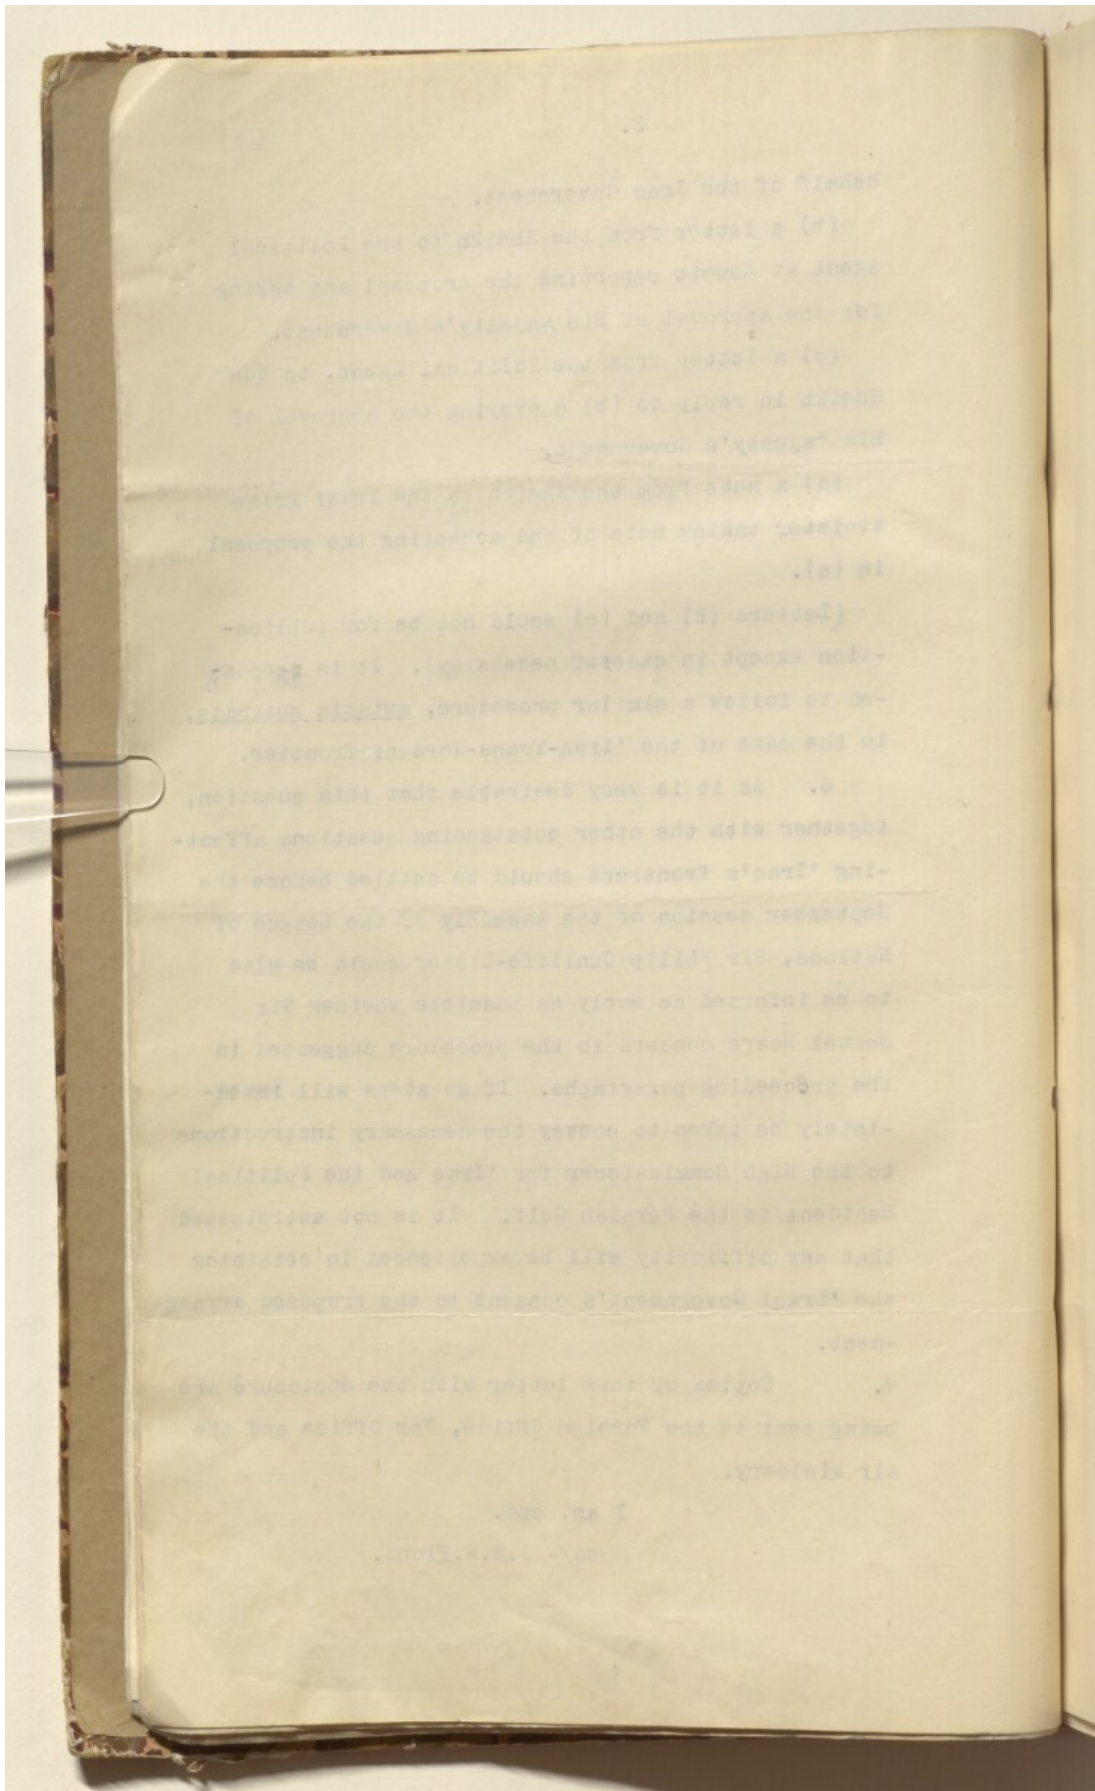 2.
behalf of the Iraq Government.
(b) a letter from the Sheikh to the Political
Agent at Koweit reporting the proposal and asking
for the approval of His Majesty's Government.
(c) a letter from the Political Agent, to the
Sheikh in reply to (b) conveying the approval of
His Majesty's Government.
(d) a note from the Sheikh to the Iraqi Prime
Minister taking note of and accepting the proposal
in (a).
(Letters (b) and (c) would not be for publica-
-tion except in case of necessity). It is propos-
-ed to follow a similar procedure, mutatis mutandis,
in the case of the 'Iraq-Trans-Jordan Frontier.
6. As it is very desirable that this question,
together with the other outstanding questions affect-
-ing 'Iraq's frontiers should be settled before the
September session of the Assembly of the League of
Nations, Sir Philip Cunliffe-Lister would be glad
to be informed as early as possible whether Sir
Samuel Hoare concurs in the procedure suggested in
the preceeding paragraphs. If so steps will immed-
-iately be taken to convey the necessary instructions
to the High Commissioner for 'Iraq and the Political
Resident in the Persian Gulf. It is not anticipated
that any difficulty will be experienced in obtaining
the 'Iraqi Government's consent to the proposed arrang-
-ment.
7. Copies of this letter with the enclosure are
being sent to the Foreign Office, War Office and the
Air Ministry.
I am, etc.